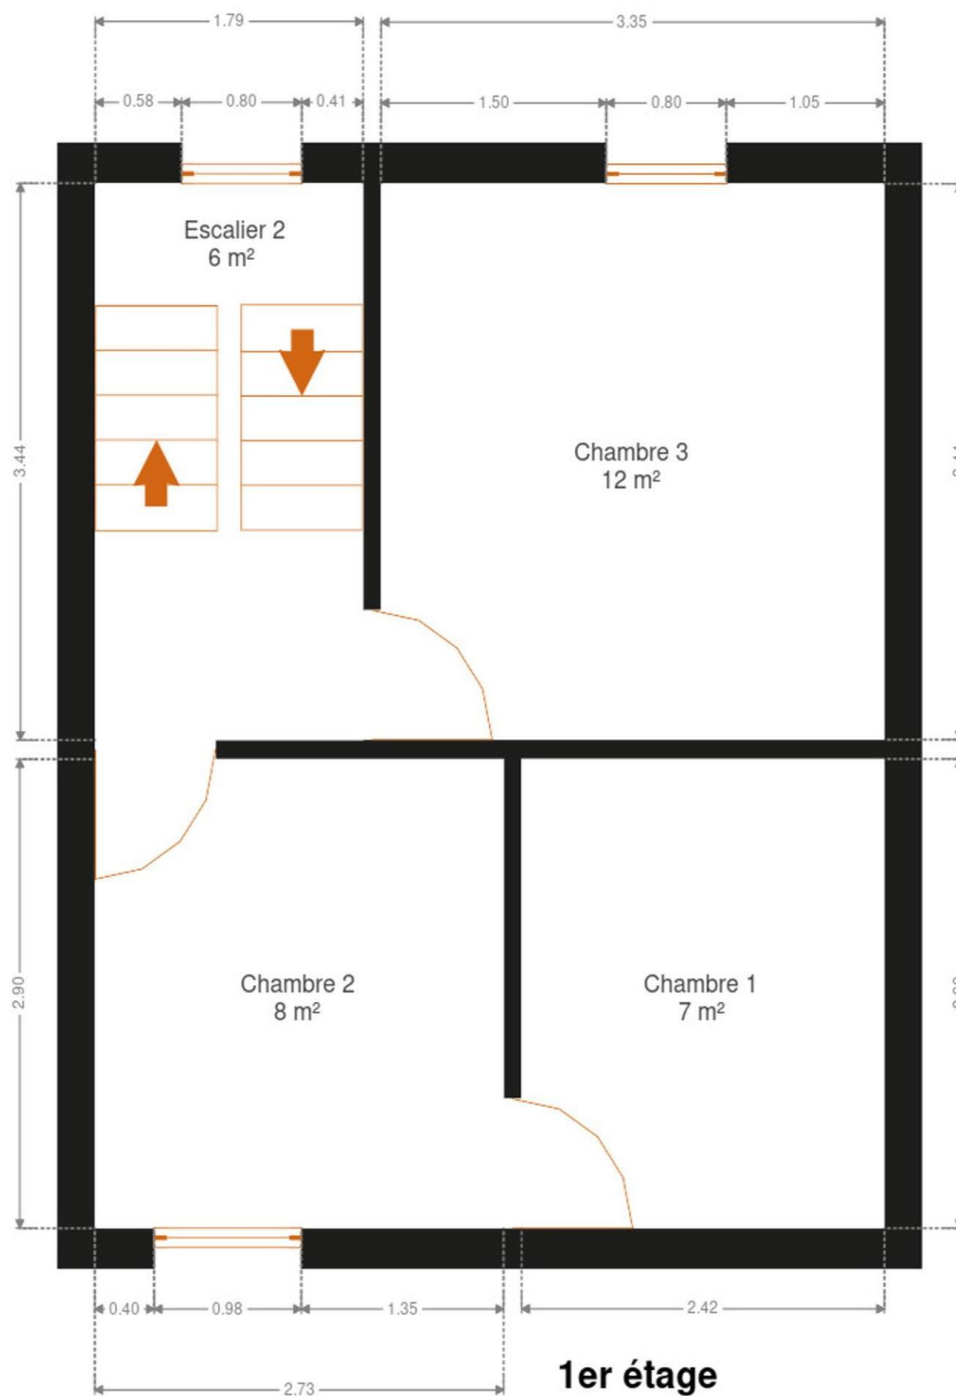 1.79
3.35
0.58
0.80
0.41
1.50
0.80
1.05
Escalier 2
6 m²
3.44
Chambre 3
12 m²
2.90
Chambre 2
8 m²
Chambre 1
7 m²
0.40
0.98
1.35
2.42
2.73
1er étage